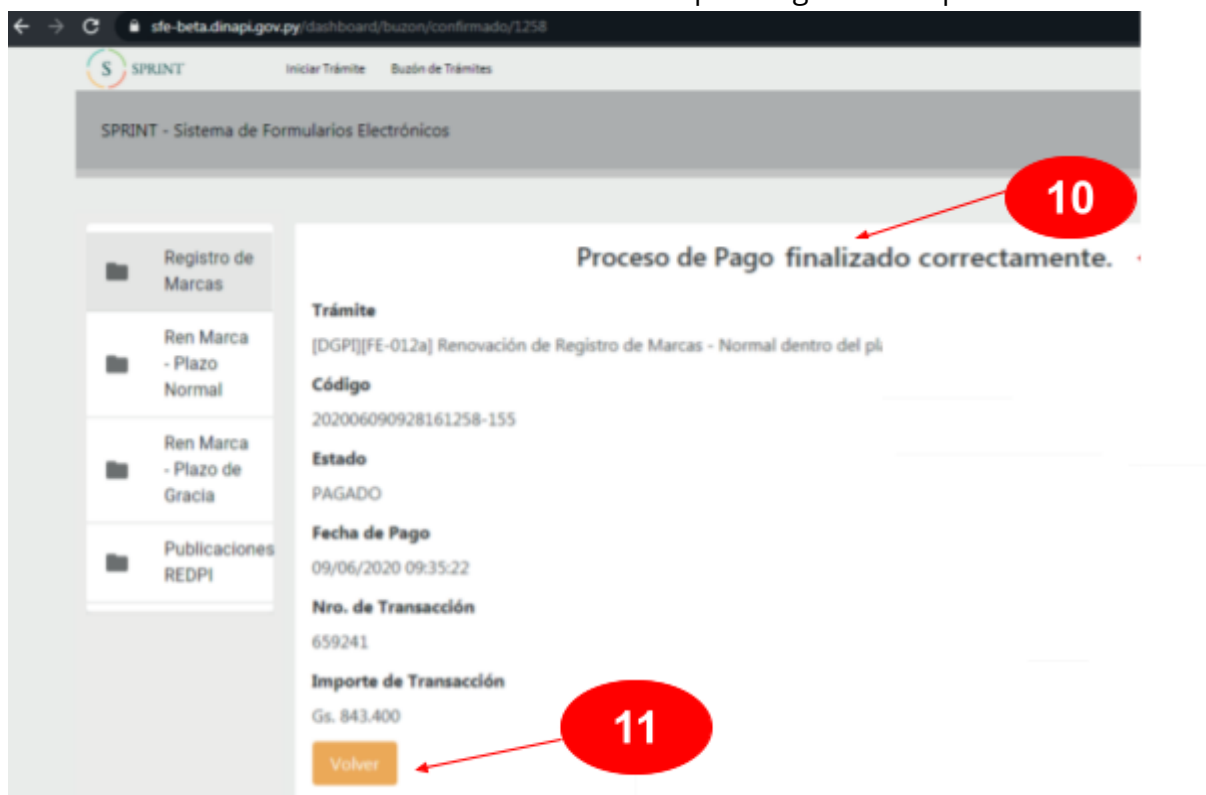 sfe-beta.dinapi.gov.py/dashboard/buzon/confirmado/1258
S SPRINT Iniciar Trámite Buzón de Trámites
SPRINT - Sistema de Formularios Electrónicos
10
Registro de
Marcas
Ren Marca
- Plazo
Normal
Ren Marca
- Plazo de
Gracia
Publicaciones
REDPI
Proceso de Pago finalizado correctamente.
Trámite
[DGPI][FE-012a] Renovación de Registro de Marcas - Normal dentro del pl
Código
202006090928161258-155
Estado
PAGADO
Fecha de Pago
09/06/2020 09:35:22
Nro. de Transacción
659241
Importe de Transacción
Gs. 843.400
11
Volver